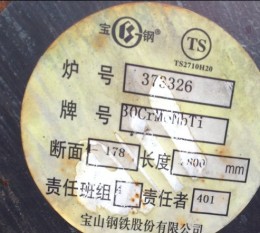 宝 钢 TS
TS2710H20
炉号 373326
牌号 30CrMoNbTi
断面 178 长度 800 mm
责任班组 责任者 401
宝山钢铁股份有限公司